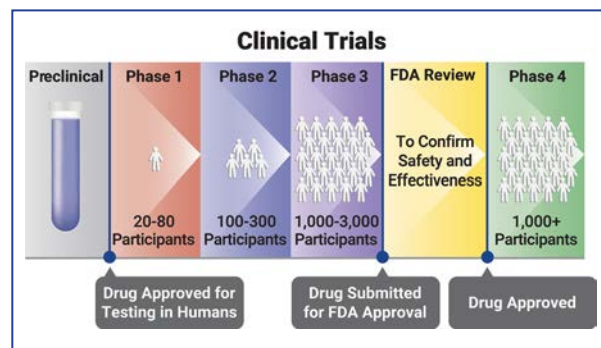 Clinical Trials
Preclinical
Phase 1
Phase 2
Phase 3
FDA Review
Phase 4
To Confirm
Safety and
Effectiveness
20-80
Participants
100-300
Participants
1,000-3,000
Participants
1,000+
Participants
Drug Approved for
Testing in Humans
Drug Submitted
for FDA Approval
Drug Approved